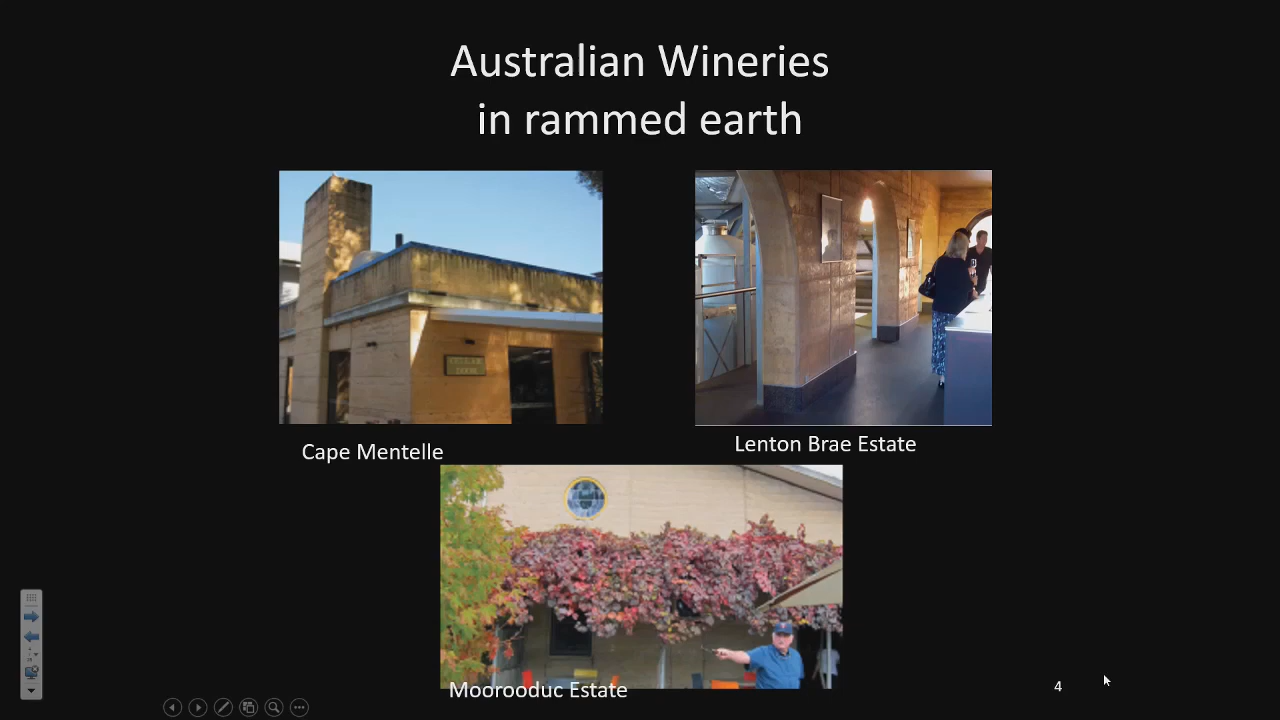 Australian Wineries
in rammed earth
Cape Mentelle
Lenton Brae Estate
Moorooduc Estate
4